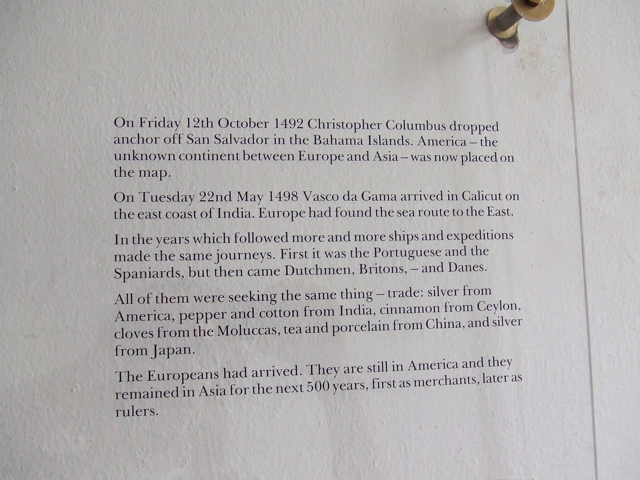 On Friday 12th October 1492 Christopher Columbus dropped
anchor off San Salvador in the Bahama Islands. America – the
unknown continent between Europe and Asia – was now placed on
the map.
On Tuesday 22nd May 1498 Vasco da Gama arrived in Calicut on
the east coast of India. Europe had found the sea route to the East.
In the years which followed more and more ships and expeditions
made the same journeys. First it was the Portuguese and the
Spaniards, but then came Dutchmen, Britons, – and Danes.
All of them were seeking the same thing – trade: silver from
America, pepper and cotton from India, cinnamon from Ceylon,
cloves from the Moluccas, tea and porcelain from China, and silver
from Japan.
The Europeans had arrived. They are still in America and they
remained in Asia for the next 500 years, first as merchants, later as
rulers.